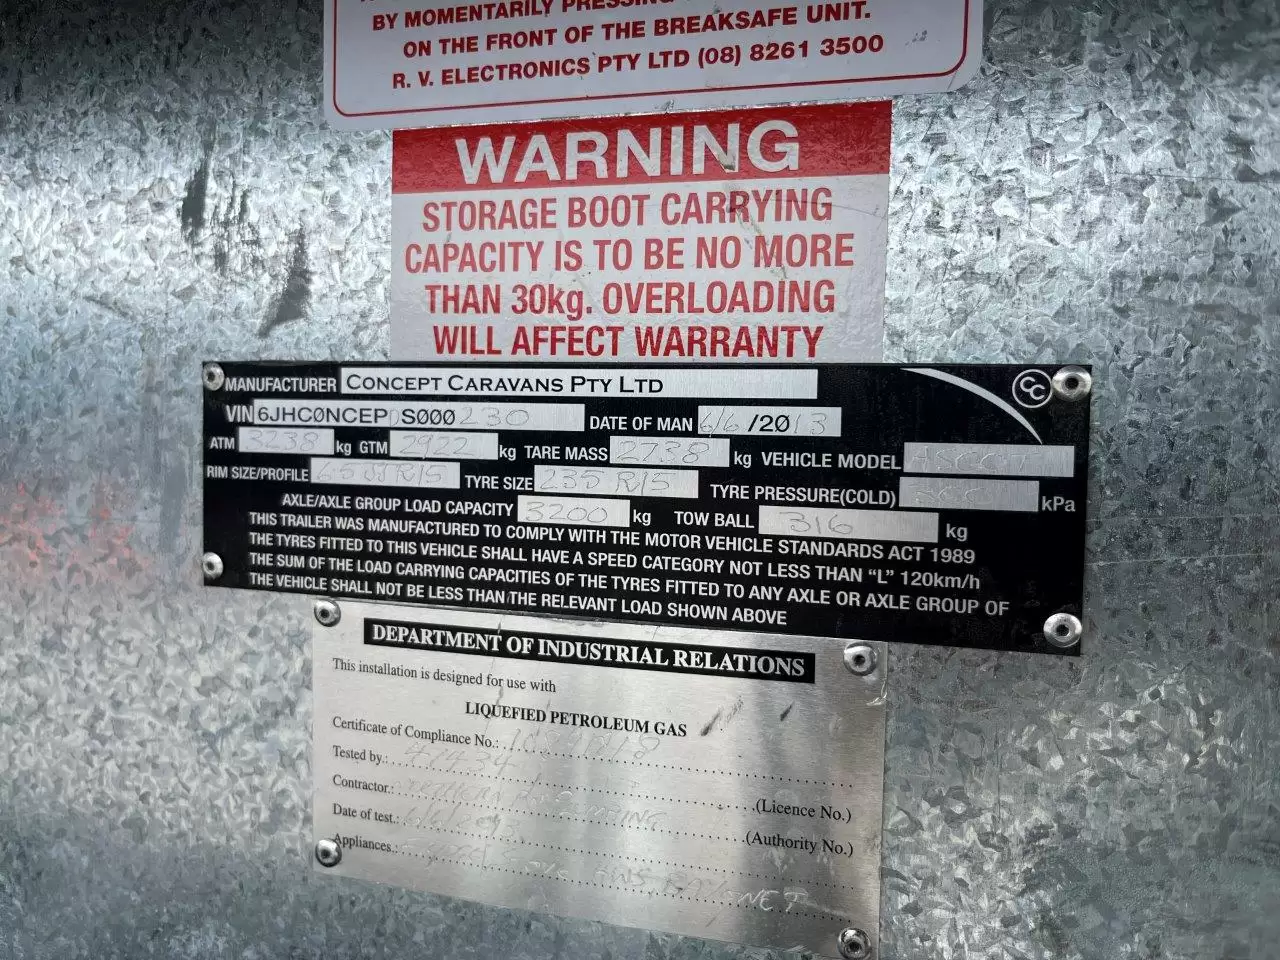 BY MOMENTARILY PRESSING
ON THE FRONT OF THE BREAKSAFE UNIT.
R. V. ELECTRONICS PTY LTD (08) 8261 3500
WARNING
STORAGE BOOT CARRYING
CAPACITY IS TO BE NO MORE
THAN 30kg. OVERLOADING
WILL AFFECT WARRANTY
CC
MANUFACTURER CONCEPT CARAVANS PTY LTD
VIN 6JHC0NCEP0S000230 DATE OF MAN 6/6/2013
ATM 3238 kg GTM 2922 kg TARE MASS 2738 kg VEHICLE MODEL
RIM SIZE/PROFILE TYRE SIZE 235 R15 TYRE PRESSURE(COLD) kPa
AXLE/AXLE GROUP LOAD CAPACITY 3200 kg TOW BALL 316 kg
THIS TRAILER WAS MANUFACTURED TO COMPLY WITH THE MOTOR VEHICLE STANDARDS ACT 1989
THE TYRES FITTED TO THIS VEHICLE SHALL HAVE A SPEED CATEGORY NOT LESS THAN "L" 120km/h
THE SUM OF THE LOAD CARRYING CAPACITIES OF THE TYRES FITTED TO ANY AXLE OR AXLE GROUP OF
THE VEHICLE SHALL NOT BE LESS THAN THE RELEVANT LOAD SHOWN ABOVE
DEPARTMENT OF INDUSTRIAL RELATIONS
This installation is designed for use with
LIQUEFIED PETROLEUM GAS
Certificate of Compliance No.:
Tested by.: 47434 (Licence No.)
Contractor.: (Authority No.)
Date of test.: 6/6/2013
Appliances.: